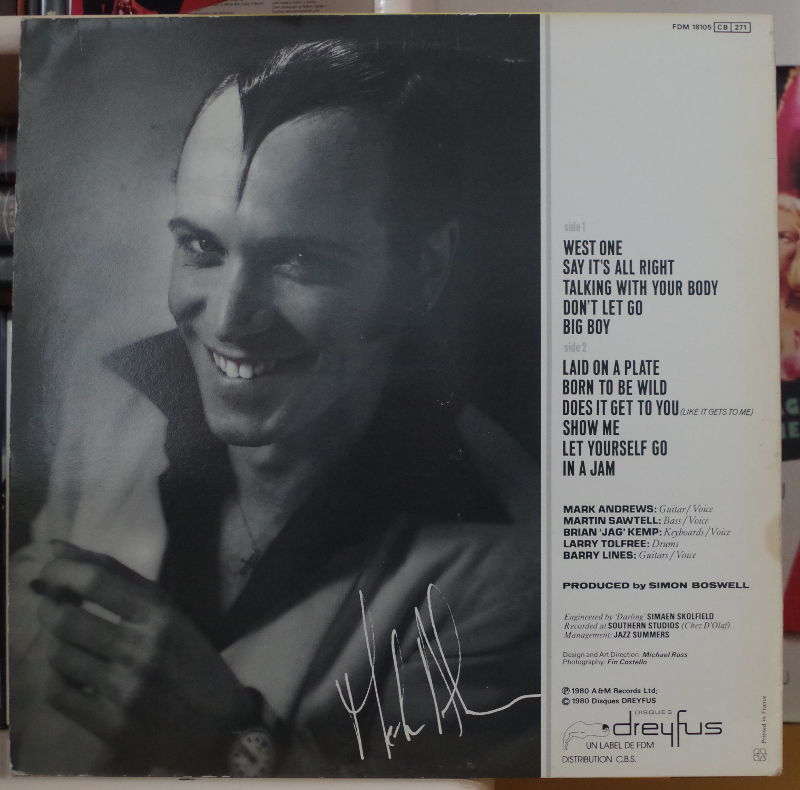 FDM 18105 CB 271
side 1
WEST ONE
SAY IT'S ALL RIGHT
TALKING WITH YOUR BODY
DON'T LET GO
BIG BOY
side 2
LAID ON A PLATE
BORN TO BE WILD
DOES IT GET TO YOU (LIKE IT GETS TO ME)
SHOW ME
LET YOURSELF GO
IN A JAM
MARK ANDREWS: Guitar/Voice
MARTIN SAWTELL: Bass/Voice
BRIAN 'JAG' KEMP: Keyboards/Voice
LARRY TOLFREE: Drums
BARRY LINES: Guitars/Voice
PRODUCED by SIMON BOSWELL
Engineered by 'Darling' SIMAEN SKOLFIELD
Recorded at SOUTHERN STUDIOS (Chez D'Olaf)
Management: JAZZ SUMMERS
Design and Art Direction: Michael Ross
Photography: Fin Costello
℗ 1980 A&M Records Ltd;
© 1980 Disques DREYFUS
DISQUES
dreyfus
UN LABEL DE FDM
DISTRIBUTION C.B.S.
Printed in France